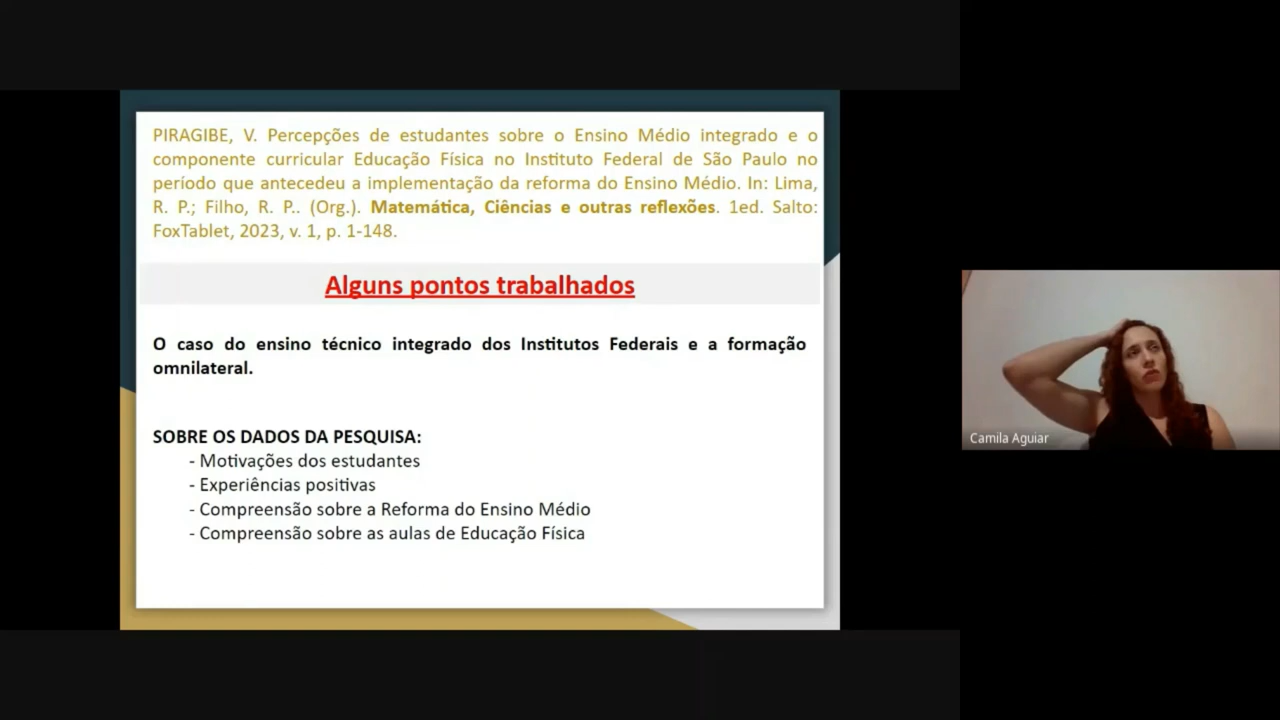 PIRAGIBE, V. Percepções de estudantes sobre o Ensino Médio integrado e o
componente curricular Educação Física no Instituto Federal de São Paulo no
período que antecedeu a implementação da reforma do Ensino Médio. In: Lima,
R. P.; Filho, R. P.. (Org.). Matemática, Ciências e outras reflexões. 1ed. Salto:
FoxTablet, 2023, v. 1, p. 1-148.
Alguns pontos trabalhados
O caso do ensino técnico integrado dos Institutos Federais e a formação
omnilateral.
SOBRE OS DADOS DA PESQUISA:
- Motivações dos estudantes
- Experiências positivas
- Compreensão sobre a Reforma do Ensino Médio
- Compreensão sobre as aulas de Educação Física
Camila Aguiar